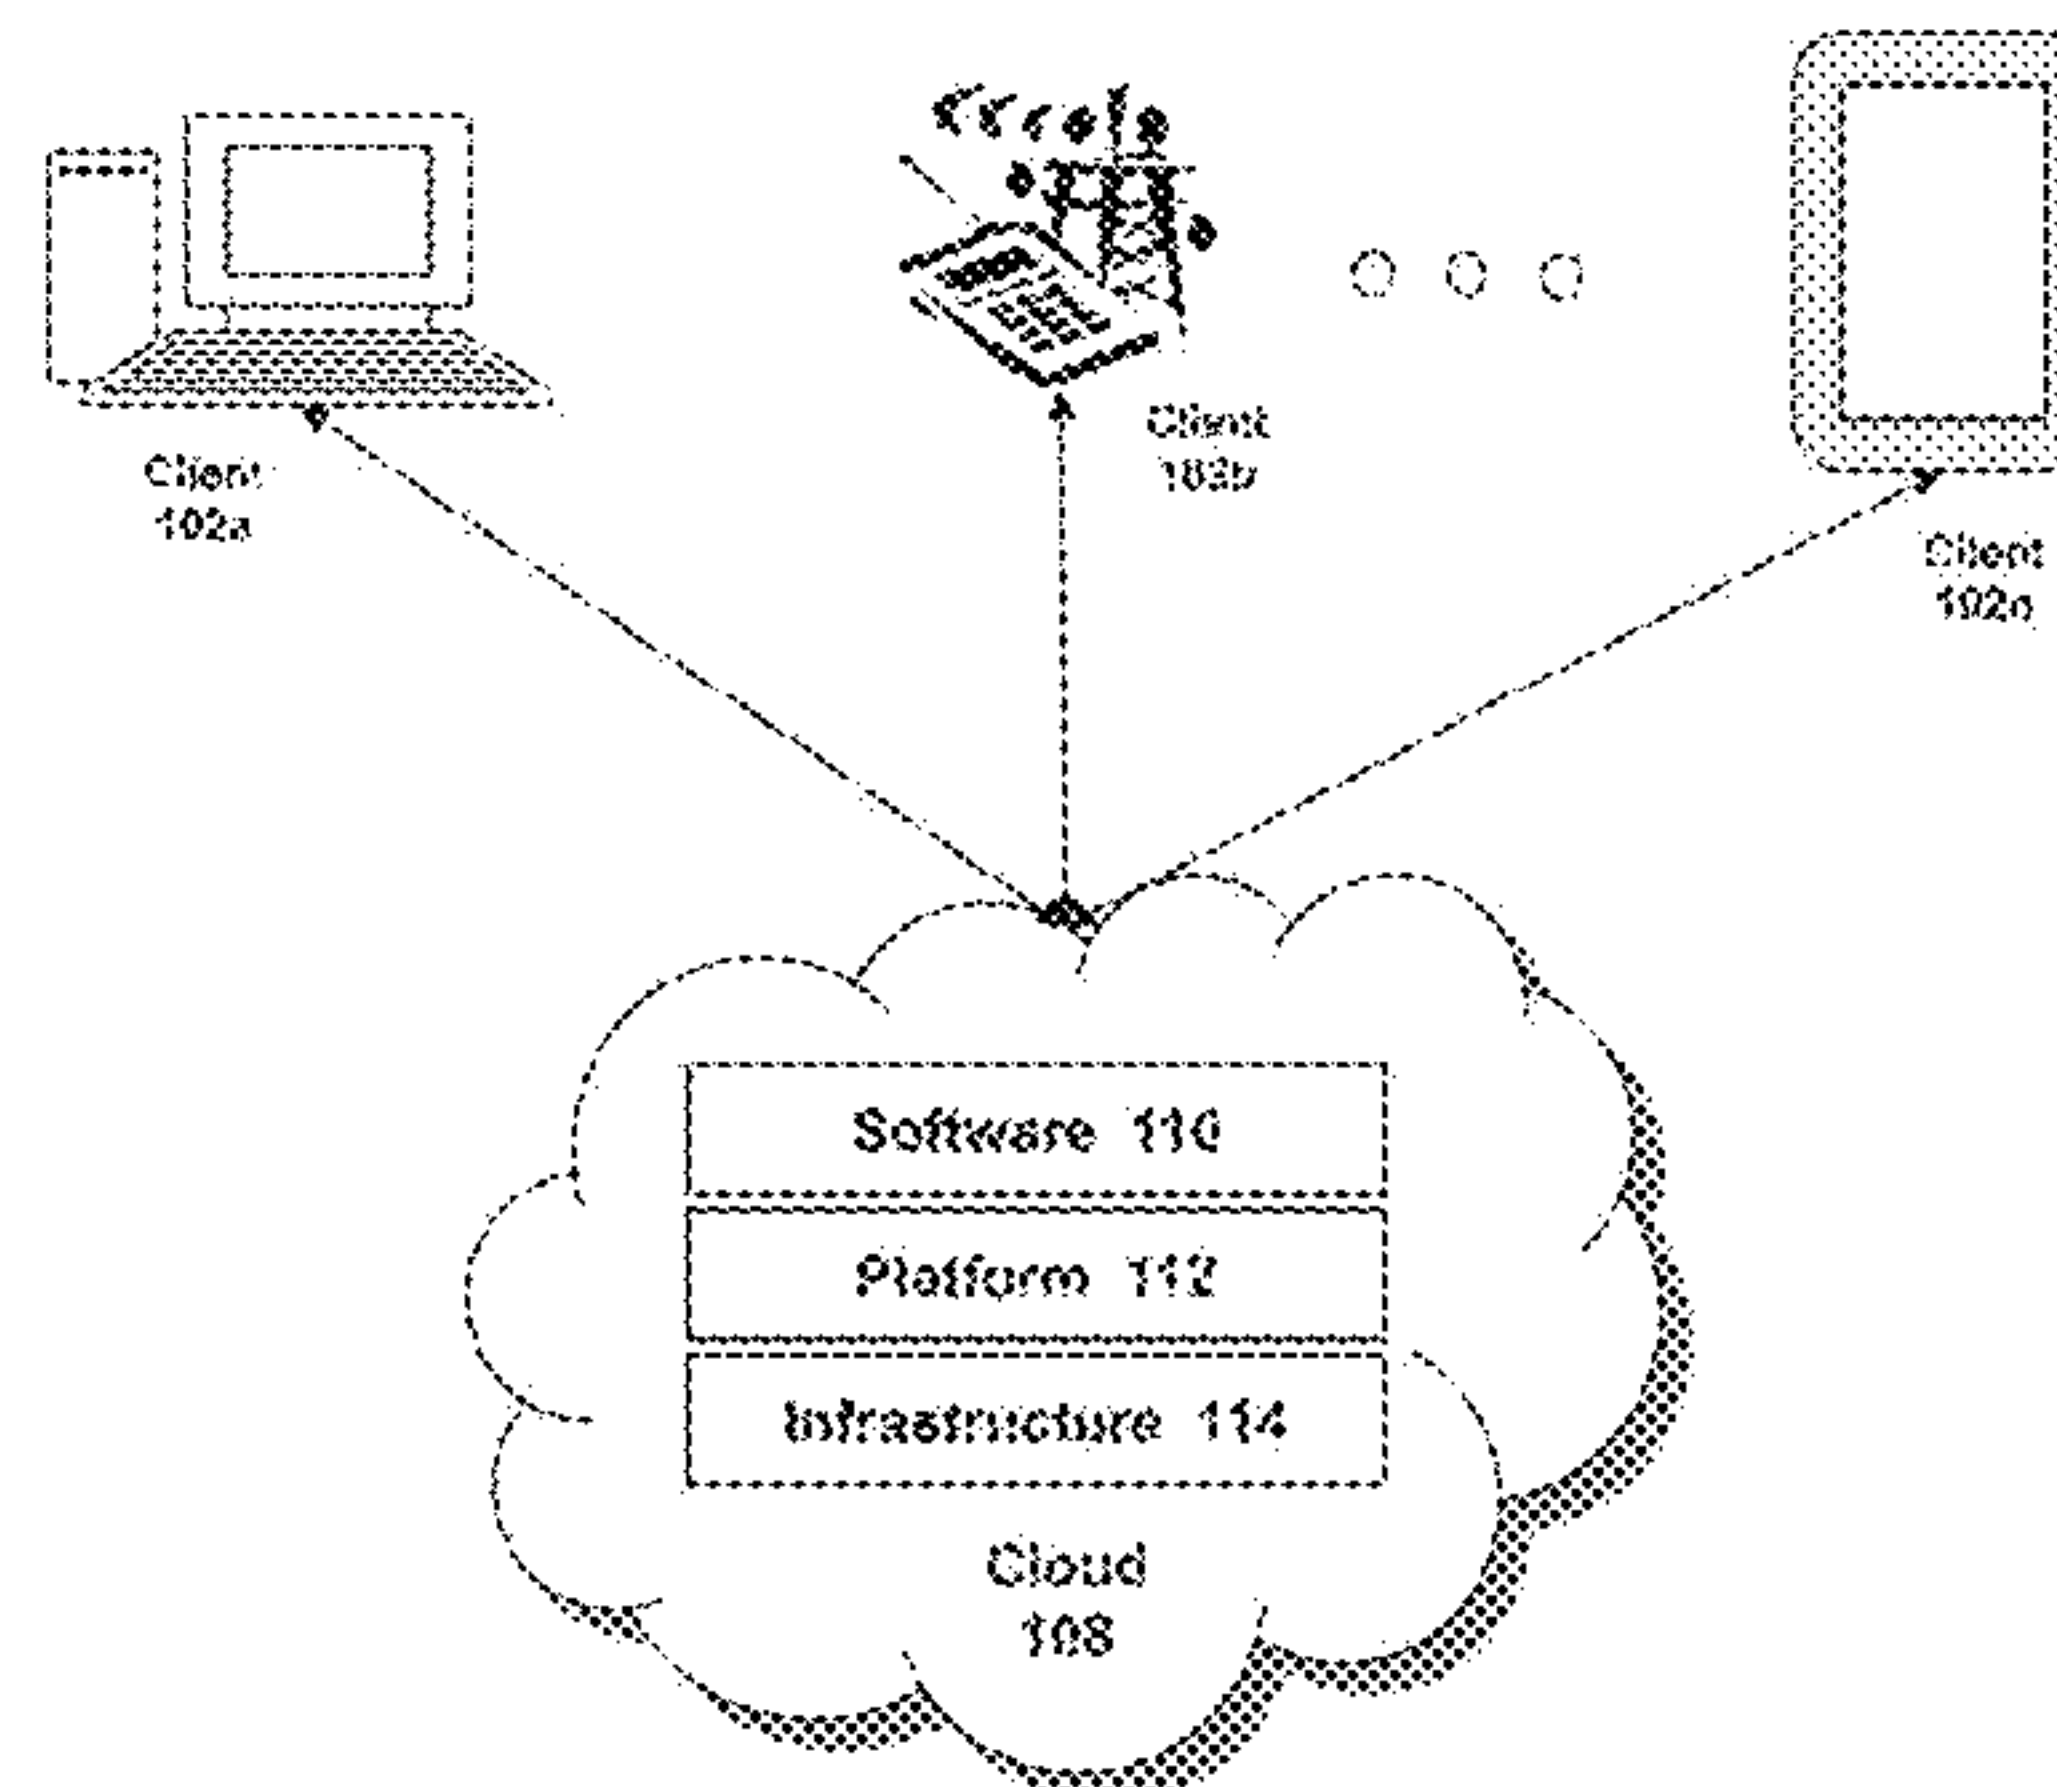 Client
102a
Client
102b
Client
102n
Software 110
Platform 112
Infrastructure 114
Cloud
108